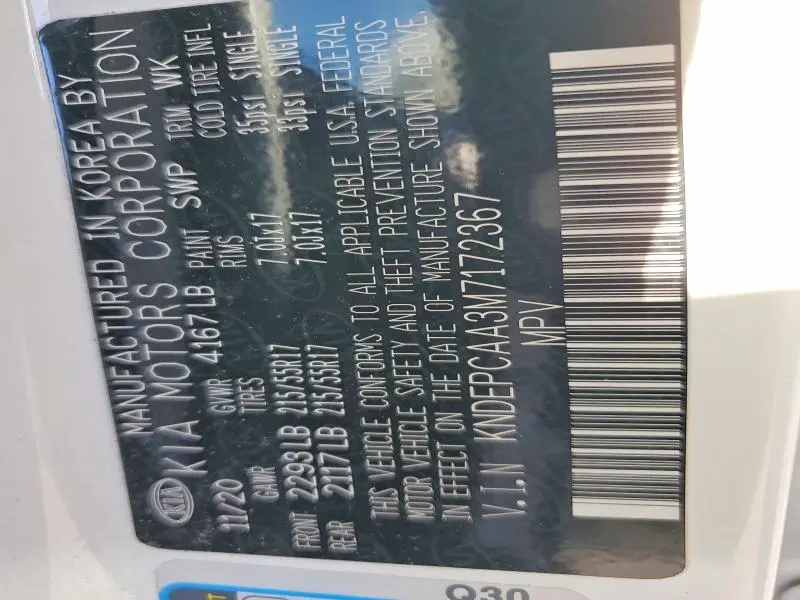 MANUFACTURED IN KOREA BY
KIA KIA MOTORS CORPORATION
11/20 GVWR 4167LB PAINT SWP TRIM WK
GAWR TIRES RIMS COLD TIRE INFL
FRONT 2293LB 215/55R17 7.0Jx17 35psi SINGLE
REAR 2117LB 215/55R17 7.0Jx17 33psi SINGLE
THIS VEHICLE CONFORMS TO ALL APPLICABLE U.S.A. FEDERAL
MOTOR VEHICLE SAFETY AND THEFT PREVENTION STANDARDS
IN EFFECT ON THE DATE OF MANUFACTURE SHOWN ABOVE.
V.I.N KNDEPCAA3M7172367
MPV
Q30